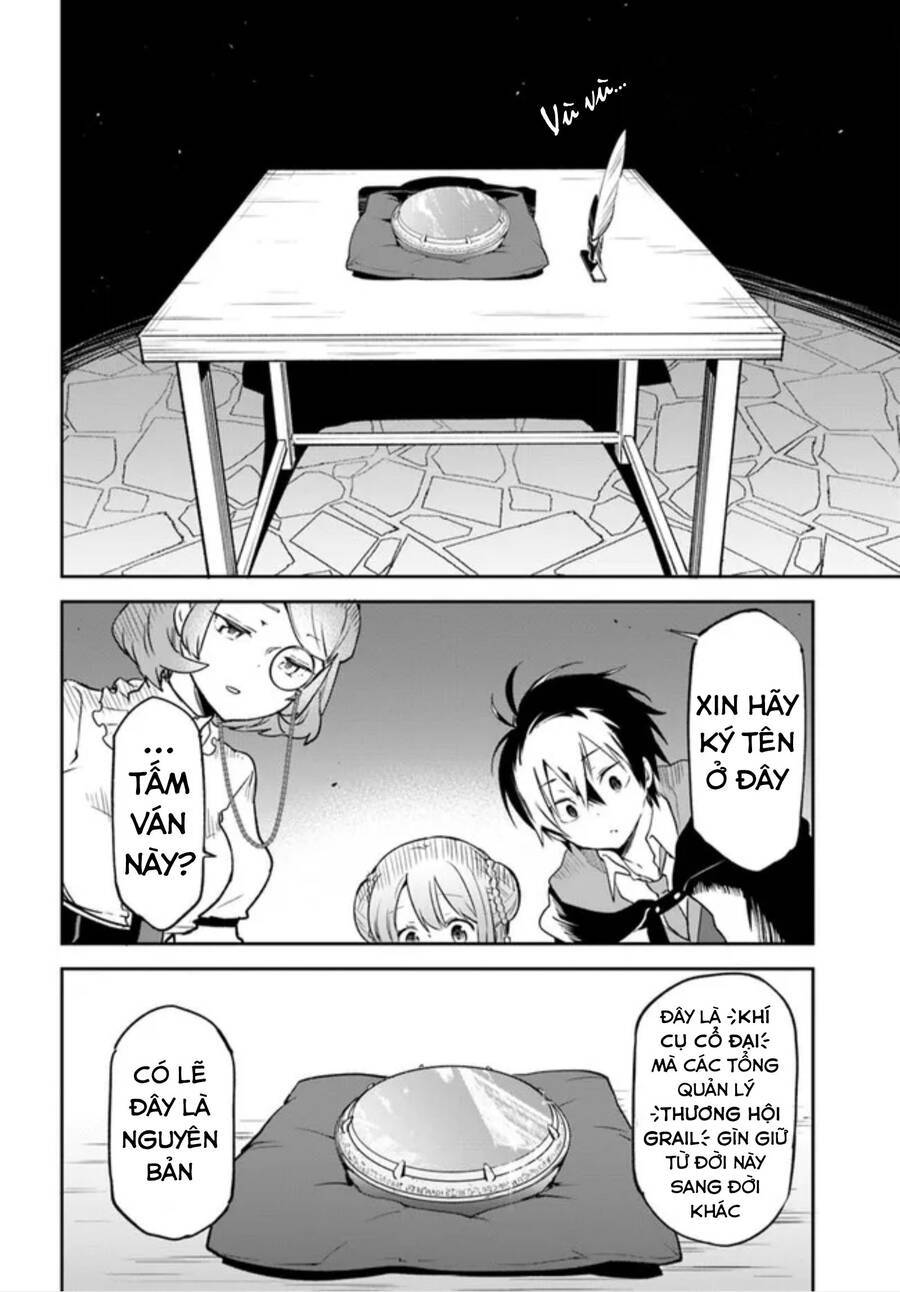 Vù vù...
XIN HÃY
KÝ TÊN
Ở ĐÂY
...
TẤM
VÁN
NÀY?
ĐÂY LÀ -KHÍ
CỤ CỔ ĐẠI-
MÀ CÁC TỔNG
QUẢN LÝ
-THƯƠNG HỘI
GRAIL- GÌN GIỮ
TỪ ĐỜI NÀY
SANG ĐỜI
KHÁC
CÓ LẼ
ĐÂY LÀ
NGUYÊN
BẢN